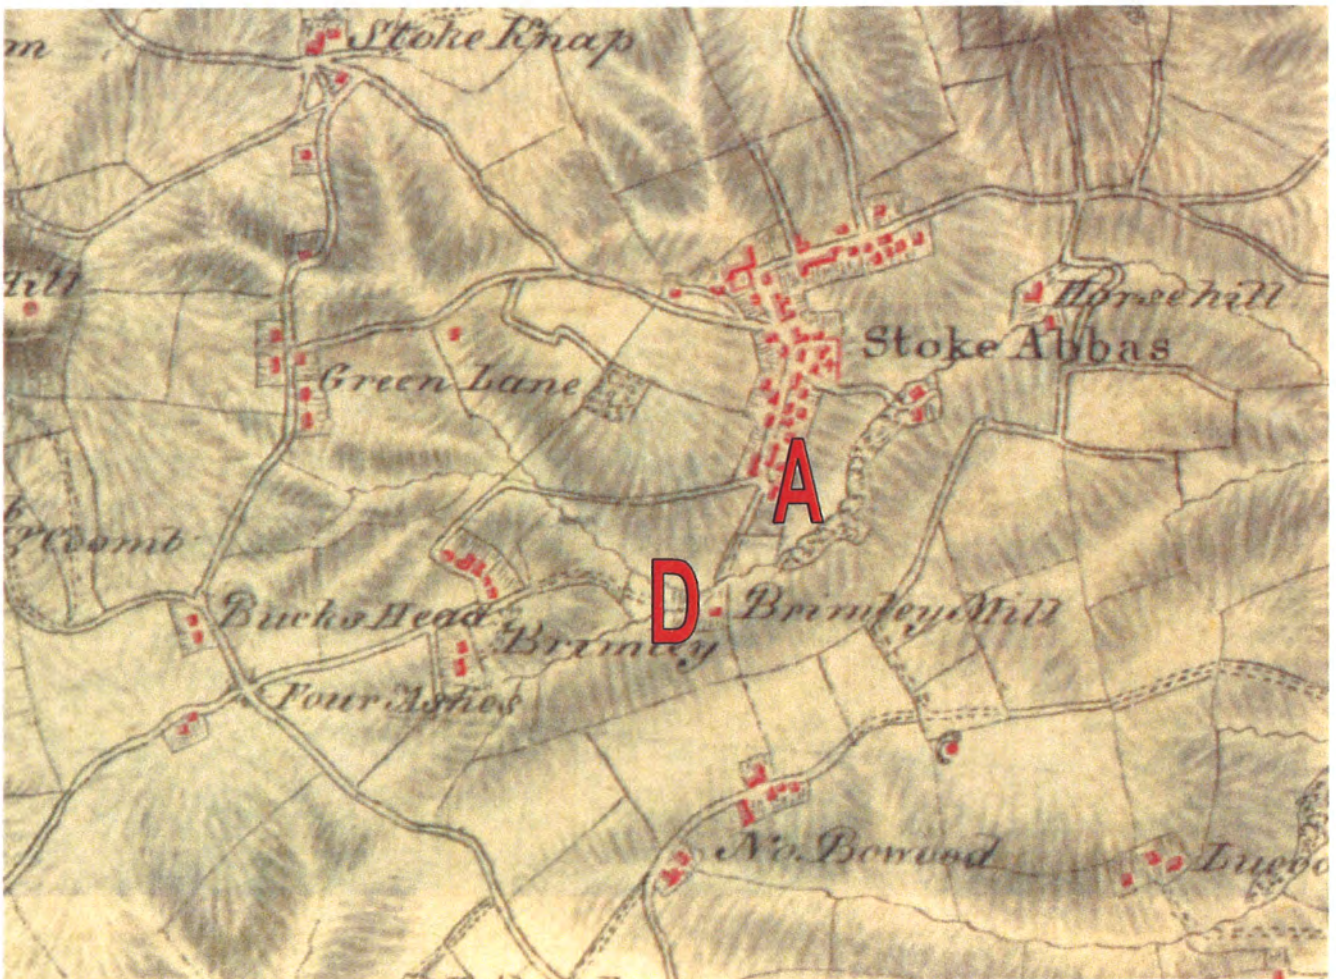 Stoke Knap
Horsehill
Stoke Abbas
Green Lane
A
D
Bucks Head
Brimley Mill
Brimley
Four Ashes
No. Bowood